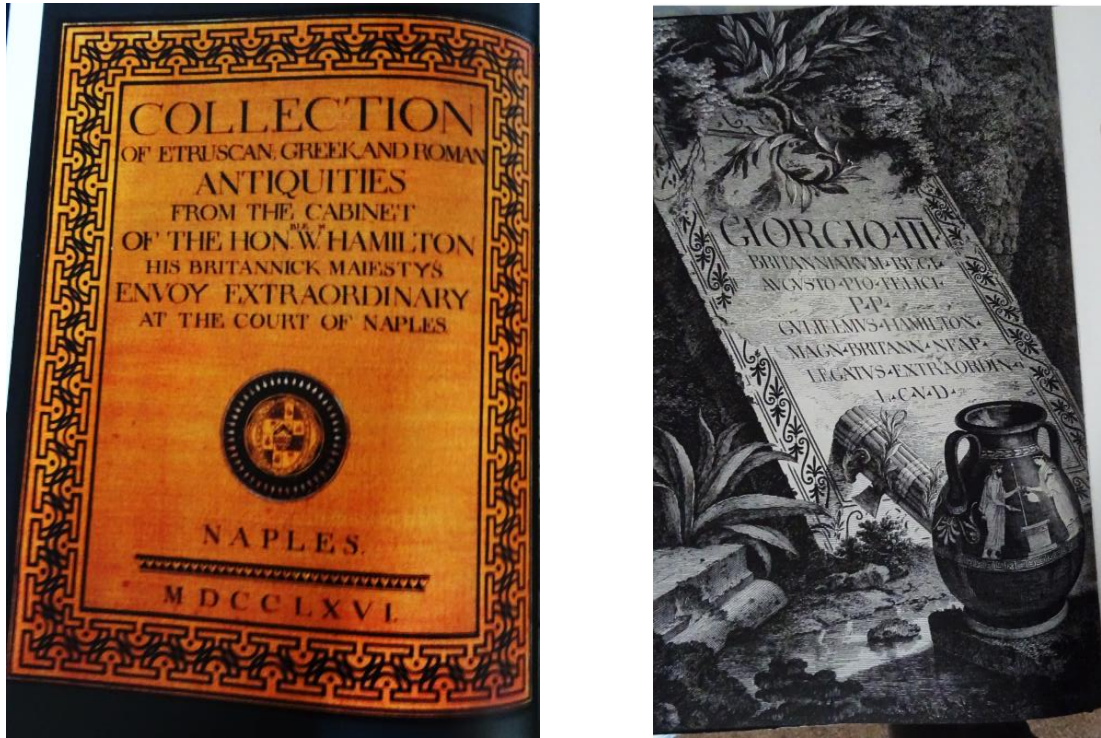 COLLECTION
OF ETRUSCAN, GREEK, AND ROMAN
ANTIQUITIES
FROM THE CABINET
OF THE HON.BLE W.M HAMILTON
HIS BRITANNICK MAIESTY'S
ENVOY EXTRAORDINARY
AT THE COURT OF NAPLES.
NAPLES.
MDCCLXVI.
GIORGIO·III·
BRITANNIARVM·REGI·
AVGVSTO·PIO·FELICI·
P·P·
GVLIELMVS·HAMILTON·
MAGN·BRITANN·NEAP·
LEGATVS·EXTRAORDIN·
L·C·V·D·